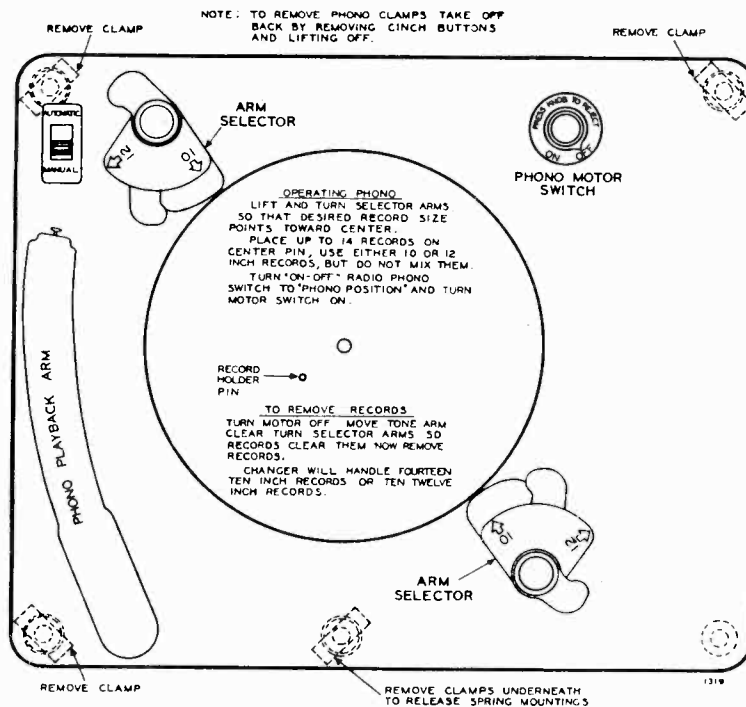 NOTE: TO REMOVE PHONO CLAMPS TAKE OFF
BACK BY REMOVING CINCH BUTTONS
AND LIFTING OFF.
REMOVE CLAMP
REMOVE CLAMP
ARM
SELECTOR
AUTOMATIC
MANUAL
12
10
PRESS KNOB TO REJECT
ON OFF
PHONO MOTOR
SWITCH
OPERATING PHONO
LIFT AND TURN SELECTOR ARMS
SO THAT DESIRED RECORD SIZE
POINTS TOWARD CENTER.
PLACE UP TO 14 RECORDS ON
CENTER PIN, USE EITHER 10 OR 12
INCH RECORDS, BUT DO NOT MIX THEM.
TURN "ON-OFF" RADIO PHONO
SWITCH TO "PHONO POSITION" AND TURN
MOTOR SWITCH ON.
RECORD
HOLDER
PIN
PHONO PLAYBACK ARM
TO REMOVE RECORDS
TURN MOTOR OFF MOVE TONE ARM
CLEAR TURN SELECTOR ARMS SO
RECORDS CLEAR THEM NOW REMOVE
RECORDS.
CHANGER WILL HANDLE FOURTEEN
TEN INCH RECORDS OR TEN TWELVE
INCH RECORDS.
10
12
ARM
SELECTOR
1319
REMOVE CLAMP
REMOVE CLAMPS UNDERNEATH
TO RELEASE SPRING MOUNTINGS